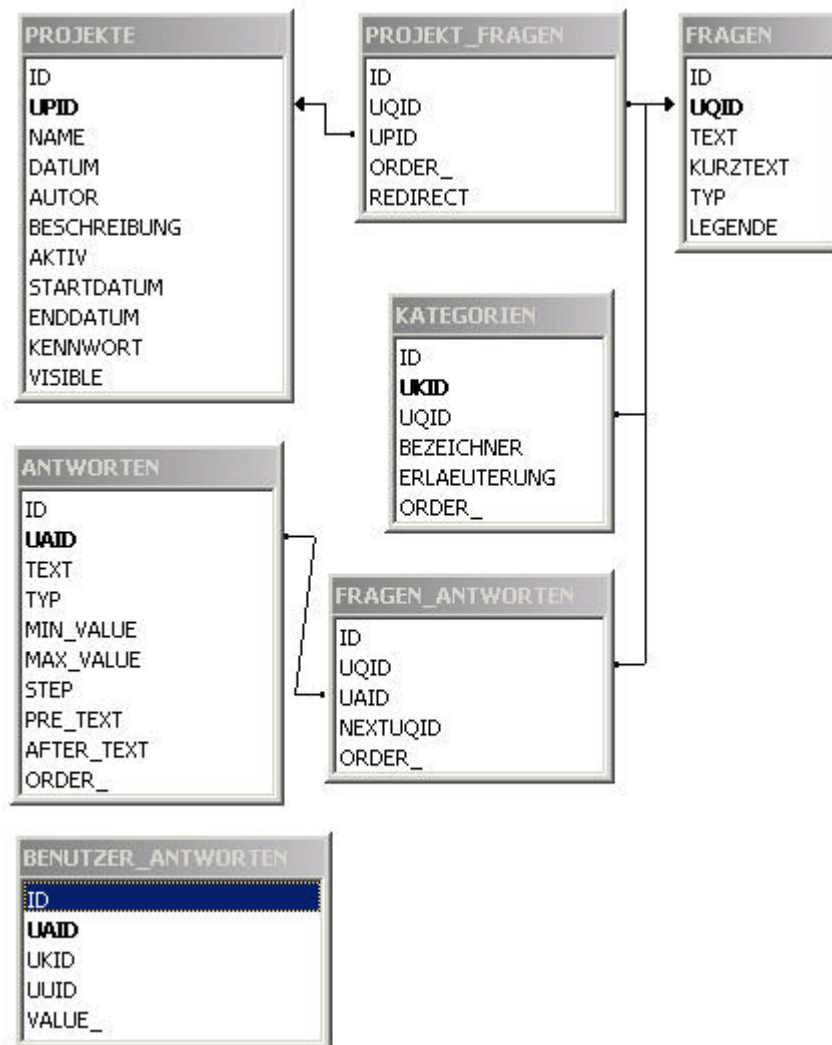 PROJEKTE
ID
UPID
NAME
DATUM
AUTOR
BESCHREIBUNG
AKTIV
STARTDATUM
ENDDATUM
KENNWORT
VISIBLE
PROJEKT_FRAGEN
ID
UQID
UPID
ORDER_
REDIRECT
FRAGEN
ID
UQID
TEXT
KURZTEXT
TYP
LEGENDE
KATEGORIEN
ID
UKID
UQID
BEZEICHNER
ERLAEUTERUNG
ORDER_
ANTWORTEN
ID
UAID
TEXT
TYP
MIN_VALUE
MAX_VALUE
STEP
PRE_TEXT
AFTER_TEXT
ORDER_
FRAGEN_ANTWORTEN
ID
UQID
UAID
NEXTUQID
ORDER_
BENUTZER_ANTWORTEN
ID
UAID
UKID
UUID
VALUE_